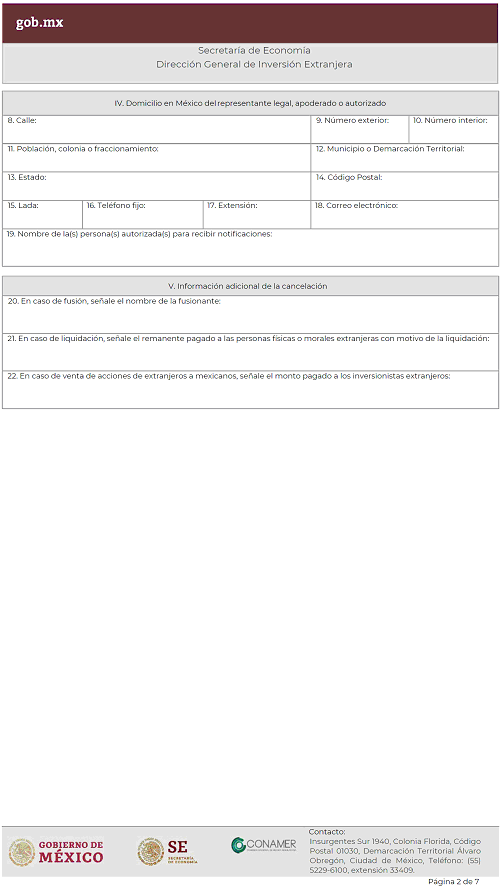 gob.mx
Secretaría de Economía
Dirección General de Inversión Extranjera
IV. Domicilio en México del representante legal, apoderado o autorizado
8. Calle:
9. Número exterior:
10. Número interior:
11. Población, colonia o fraccionamiento:
12. Municipio o Demarcación Territorial:
13. Estado:
14. Código Postal:
15. Lada:
16. Teléfono fijo:
17. Extensión:
18. Correo electrónico:
19. Nombre de la(s) persona(s) autorizada(s) para recibir notificaciones:
V. Información adicional de la cancelación
20. En caso de fusión, señale el nombre de la fusionante:
21. En caso de liquidación, señale el remanente pagado a las personas físicas o morales extranjeras con motivo de la liquidación:
22. En caso de venta de acciones de extranjeros a mexicanos, señale el monto pagado a los inversionistas extranjeros:
GOBIERNO DE
MÉXICO
SE
SECRETARÍA
DE ECONOMÍA
CONAMER
Contacto:
Insurgentes Sur 1940, Colonia Florida, Código
Postal 01030, Demarcación Territorial Álvaro
Obregón, Ciudad de México, Teléfono: (55)
5229-6100, extensión 33409.
Página 2 de 7